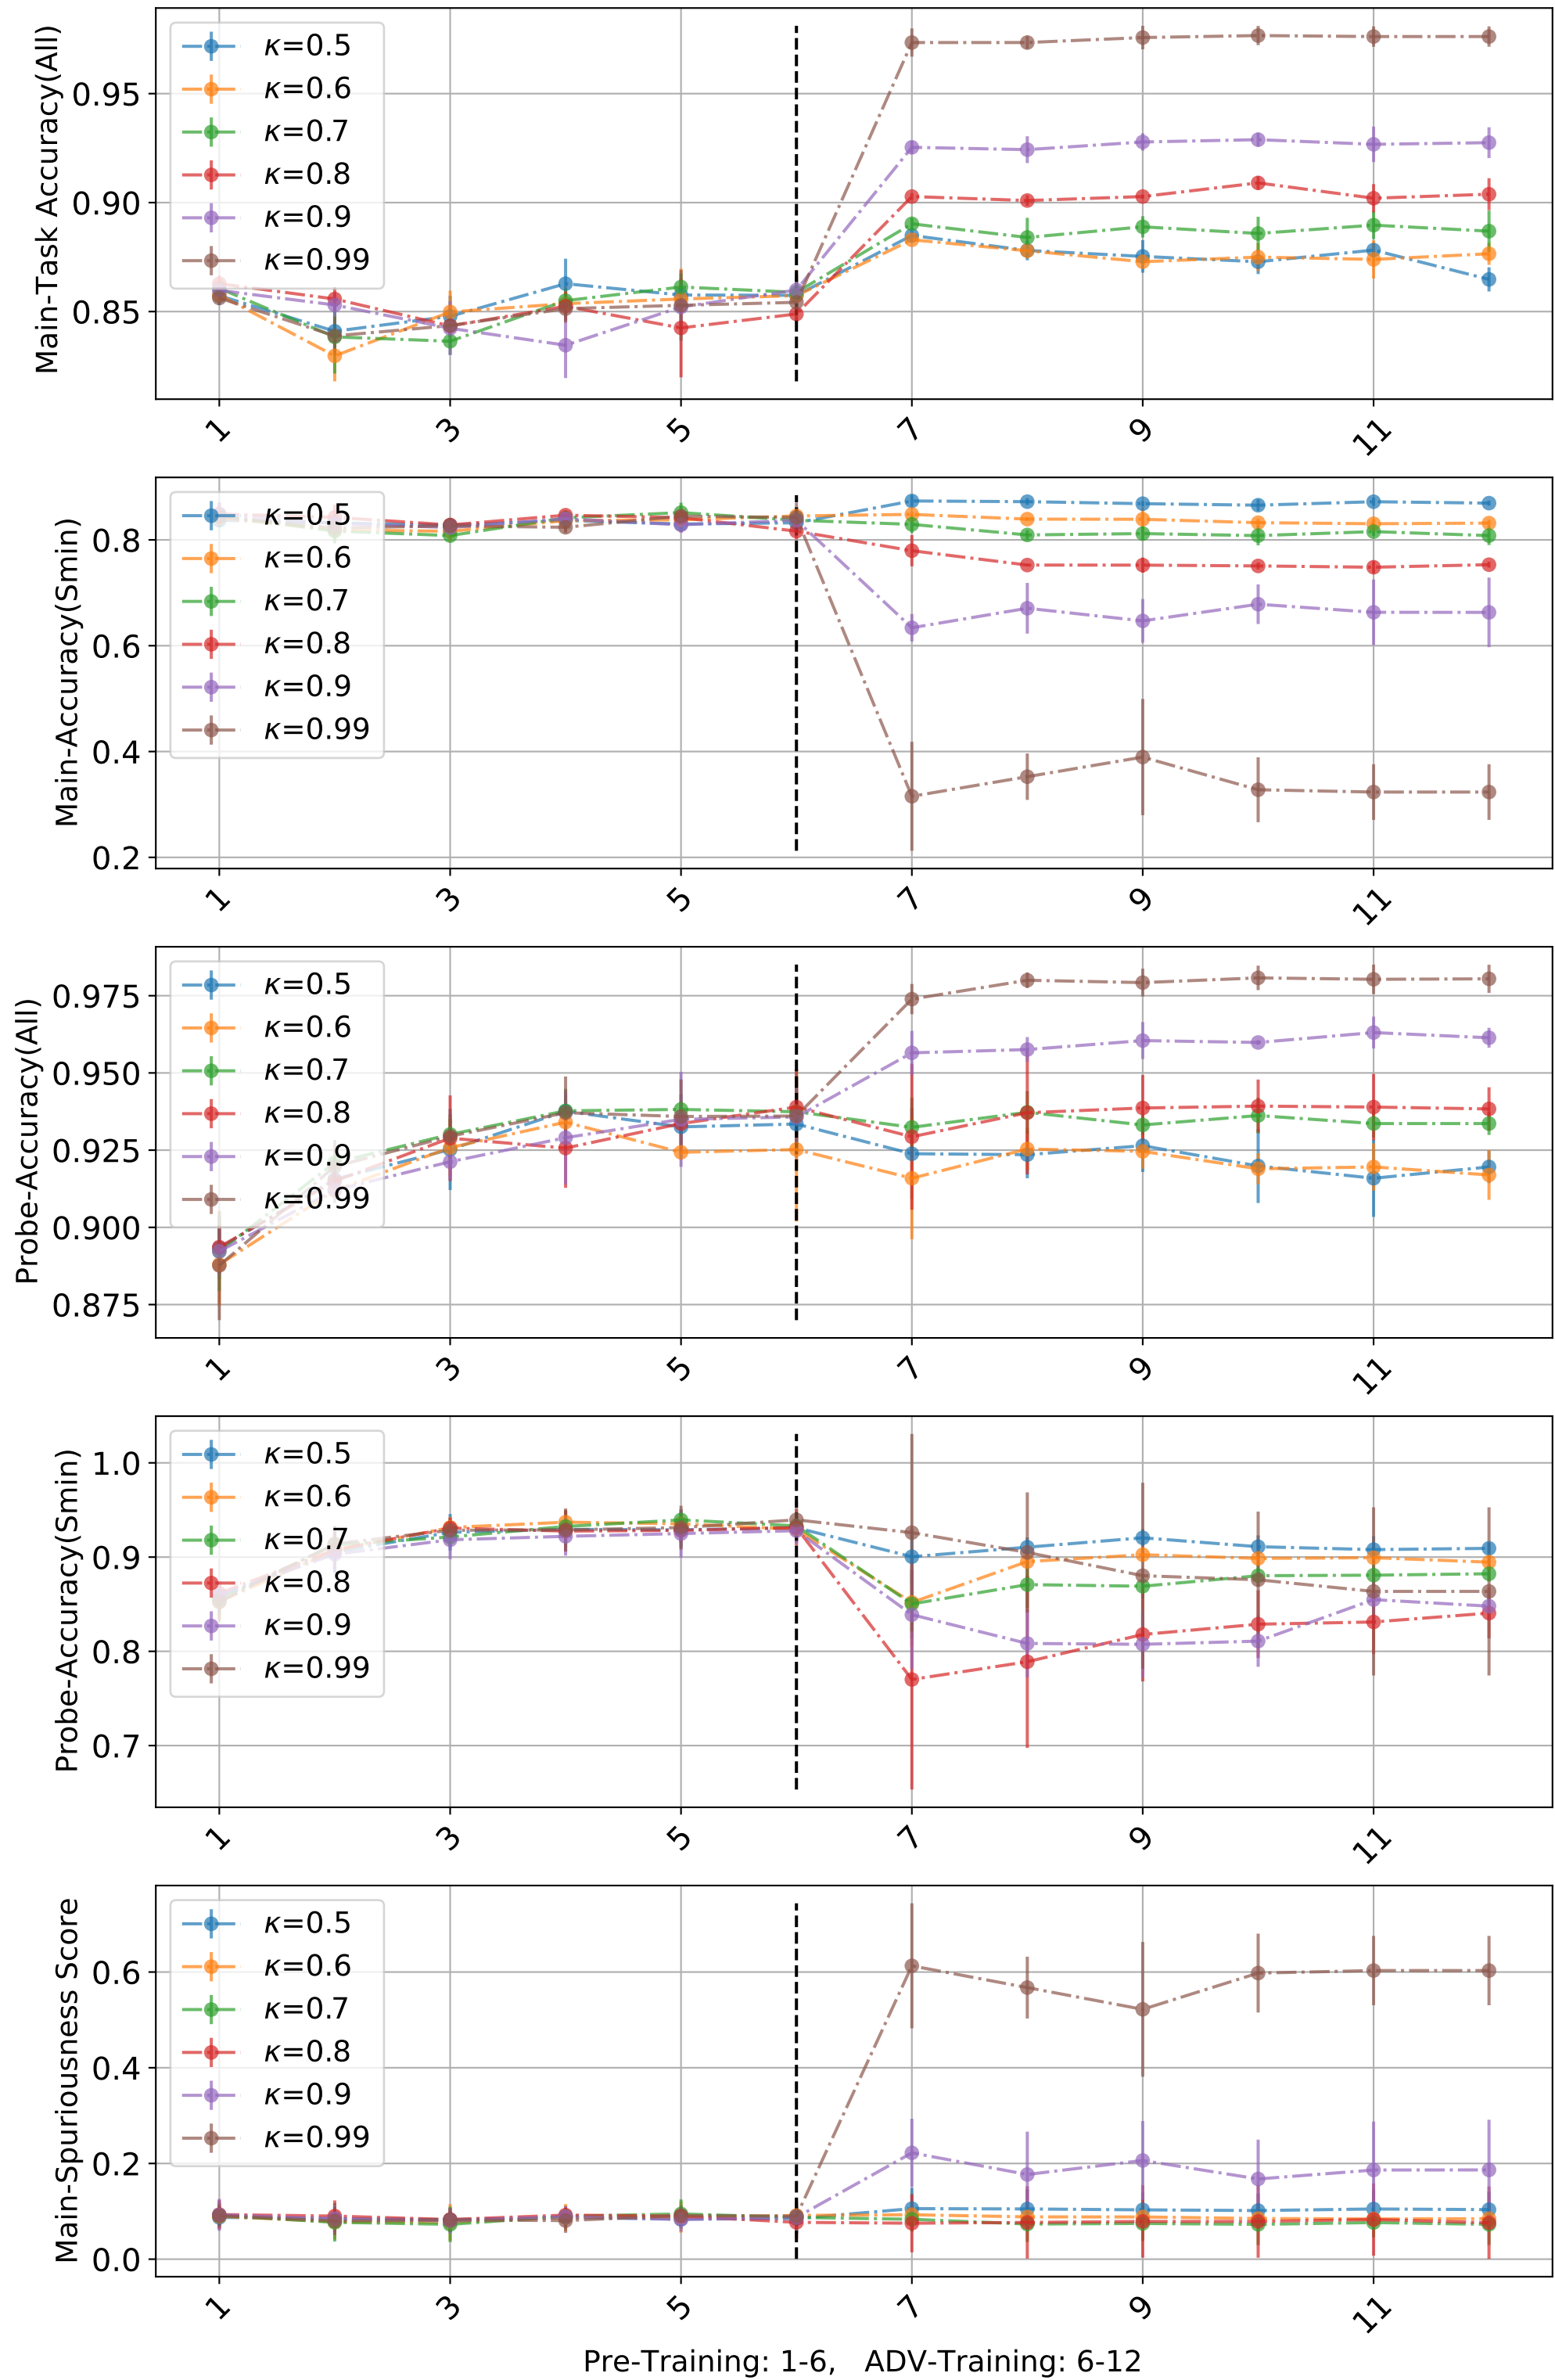 Main-Task Accuracy(All)
0.95
0.90
0.85
κ=0.5
κ=0.6
κ=0.7
κ=0.8
κ=0.9
κ=0.99
1 3 5 7 9 11
Main-Accuracy(Smin)
0.8
0.6
0.4
0.2
κ=0.5
κ=0.6
κ=0.7
κ=0.8
κ=0.9
κ=0.99
1 3 5 7 9 11
Probe-Accuracy(All)
0.975
0.950
0.925
0.900
0.875
κ=0.5
κ=0.6
κ=0.7
κ=0.8
κ=0.9
κ=0.99
1 3 5 7 9 11
Probe-Accuracy(Smin)
1.0
0.9
0.8
0.7
κ=0.5
κ=0.6
κ=0.7
κ=0.8
κ=0.9
κ=0.99
1 3 5 7 9 11
Main-Spuriousness Score
0.6
0.4
0.2
0.0
κ=0.5
κ=0.6
κ=0.7
κ=0.8
κ=0.9
κ=0.99
1 3 5 7 9 11
Pre-Training: 1-6, ADV-Training: 6-12